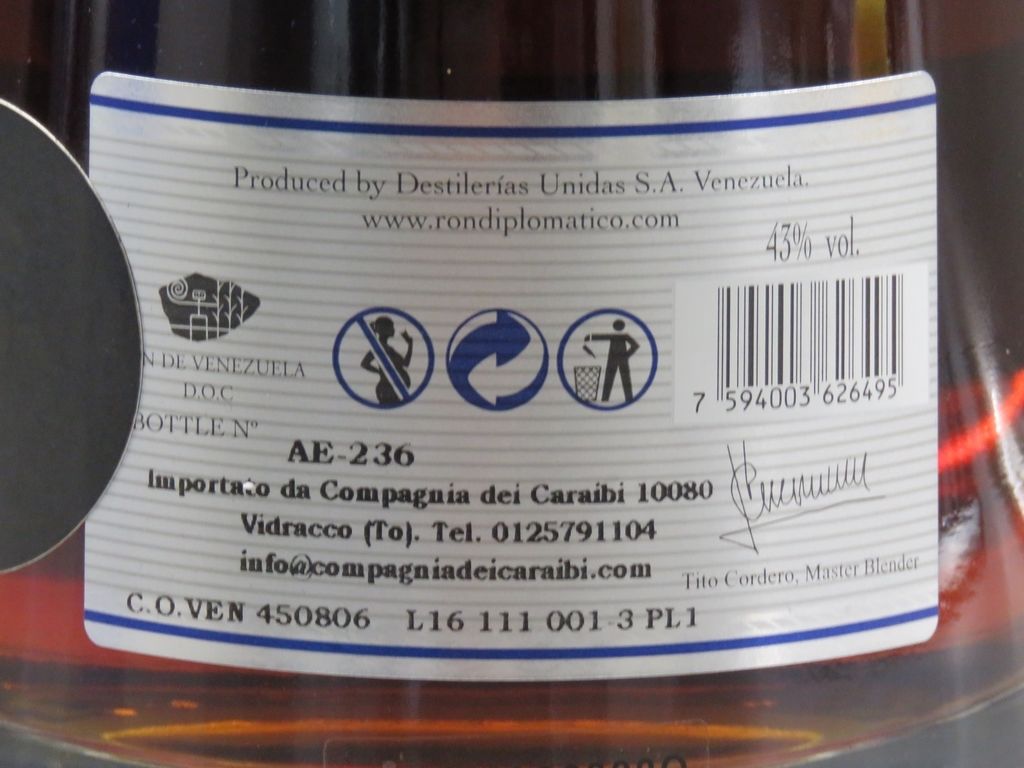 Produced by Destilerías Unidas S.A. Venezuela.
www.rondiplomatico.com
43% vol.
DE VENEZUELA
D.O.C
BOTTLE Nº
7 594003 626495
AE-236
Importato da Compagnia dei Caraibi 10080
Vidracco (To). Tel. 0125791104
info@compagniadeicaraibi.com
Tito Cordero, Master Blender
C.O.VEN 450806 L16 111 001-3 PL1